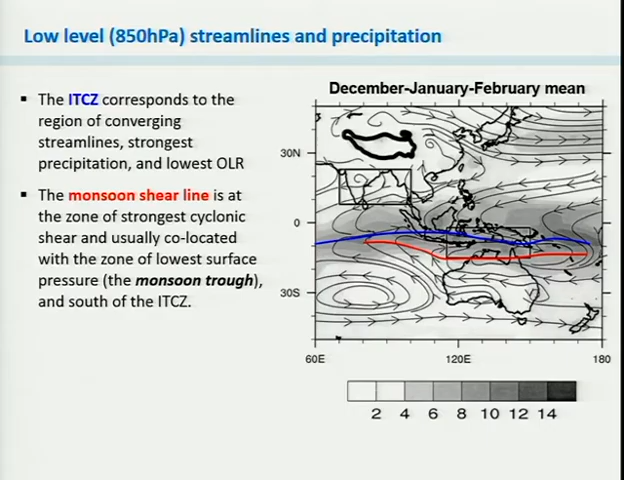 Low level (850hPa) streamlines and precipitation
▪ The ITCZ corresponds to the
region of converging
streamlines, strongest
precipitation, and lowest OLR
▪ The monsoon shear line is at
the zone of strongest cyclonic
shear and usually co-located
with the zone of lowest surface
pressure (the monsoon trough),
and south of the ITCZ.
December-January-February mean
30N
0
30S
60E 120E 180
2 4 6 8 10 12 14